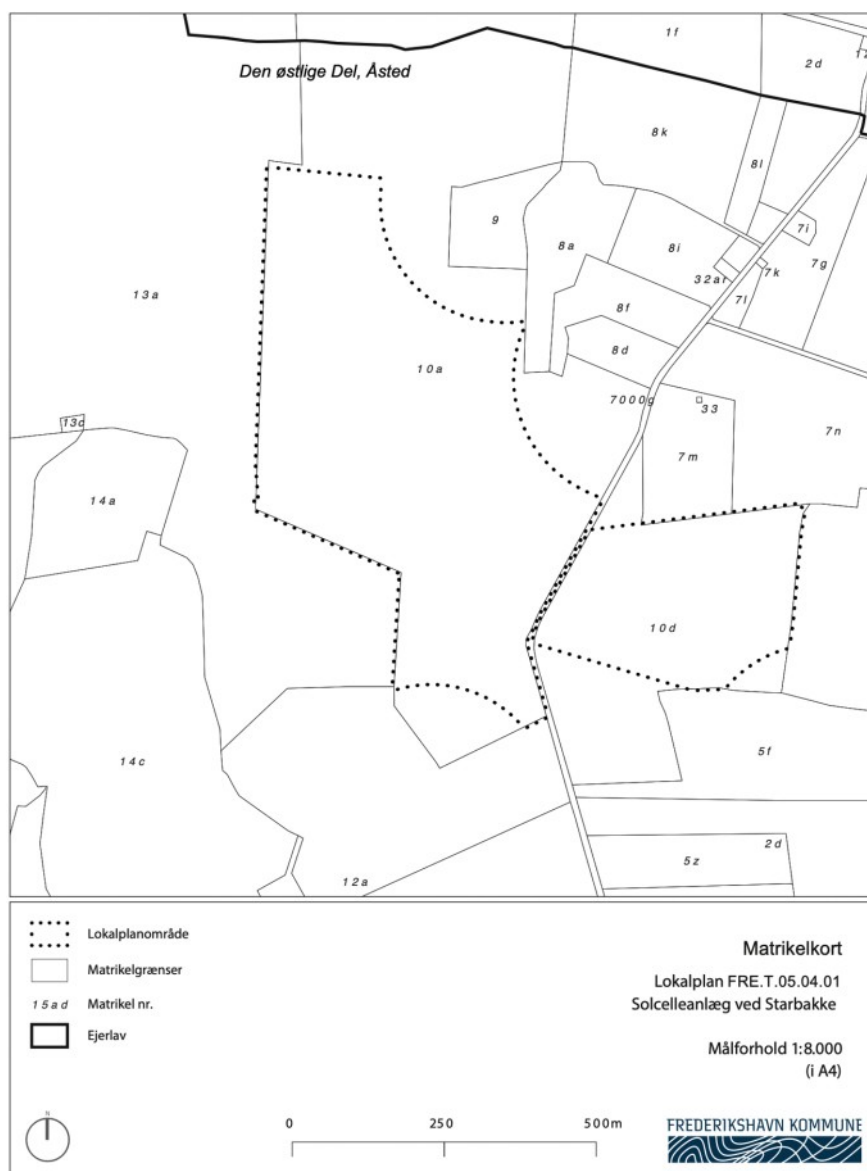 1f
2d
1z
Den østlige Del, Åsted
8k
8l
9
8a
8i
7i
7g
32ar
7k
7l
13a
8f
8d
10a
7000g
33
7n
13c
7m
14a
10d
14c
5f
2d
5z
12a
Lokalplanområde
Matrikelgrænser
15ad Matrikel nr.
Ejerlav
Matrikelkort
Lokalplan FRE.T.05.04.01
Solcelleanlæg ved Starbakke
Målforhold 1:8.000
(i A4)
N
0 250 500m
FREDERIKSHAVN KOMMUNE